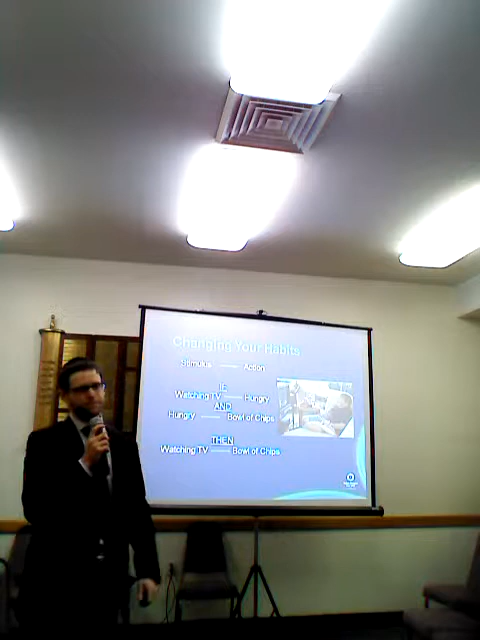 Changing Your Habits
Stimulus Action
IF
Watching TV Hungry
AND
Hungry Bowl of Chips
THEN
Watching TV Bowl of Chips